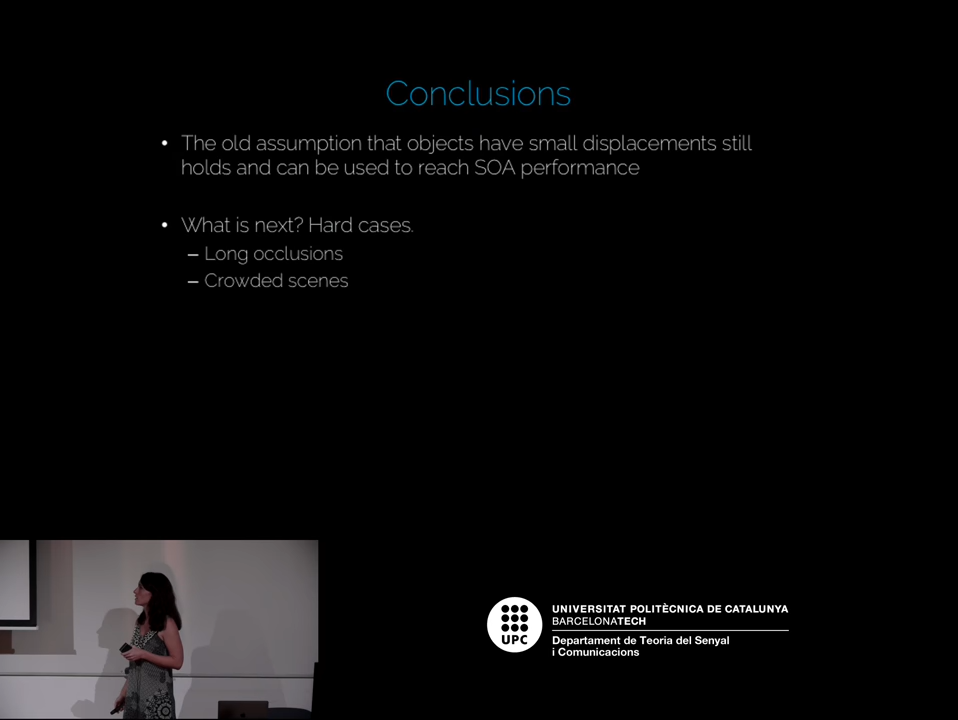 Conclusions
• The old assumption that objects have small displacements still
holds and can be used to reach SOA performance
• What is next? Hard cases.
– Long occlusions
– Crowded scenes
UPC
UNIVERSITAT POLITÈCNICA DE CATALUNYA
BARCELONATECH
Departament de Teoria del Senyal
i Comunicacions